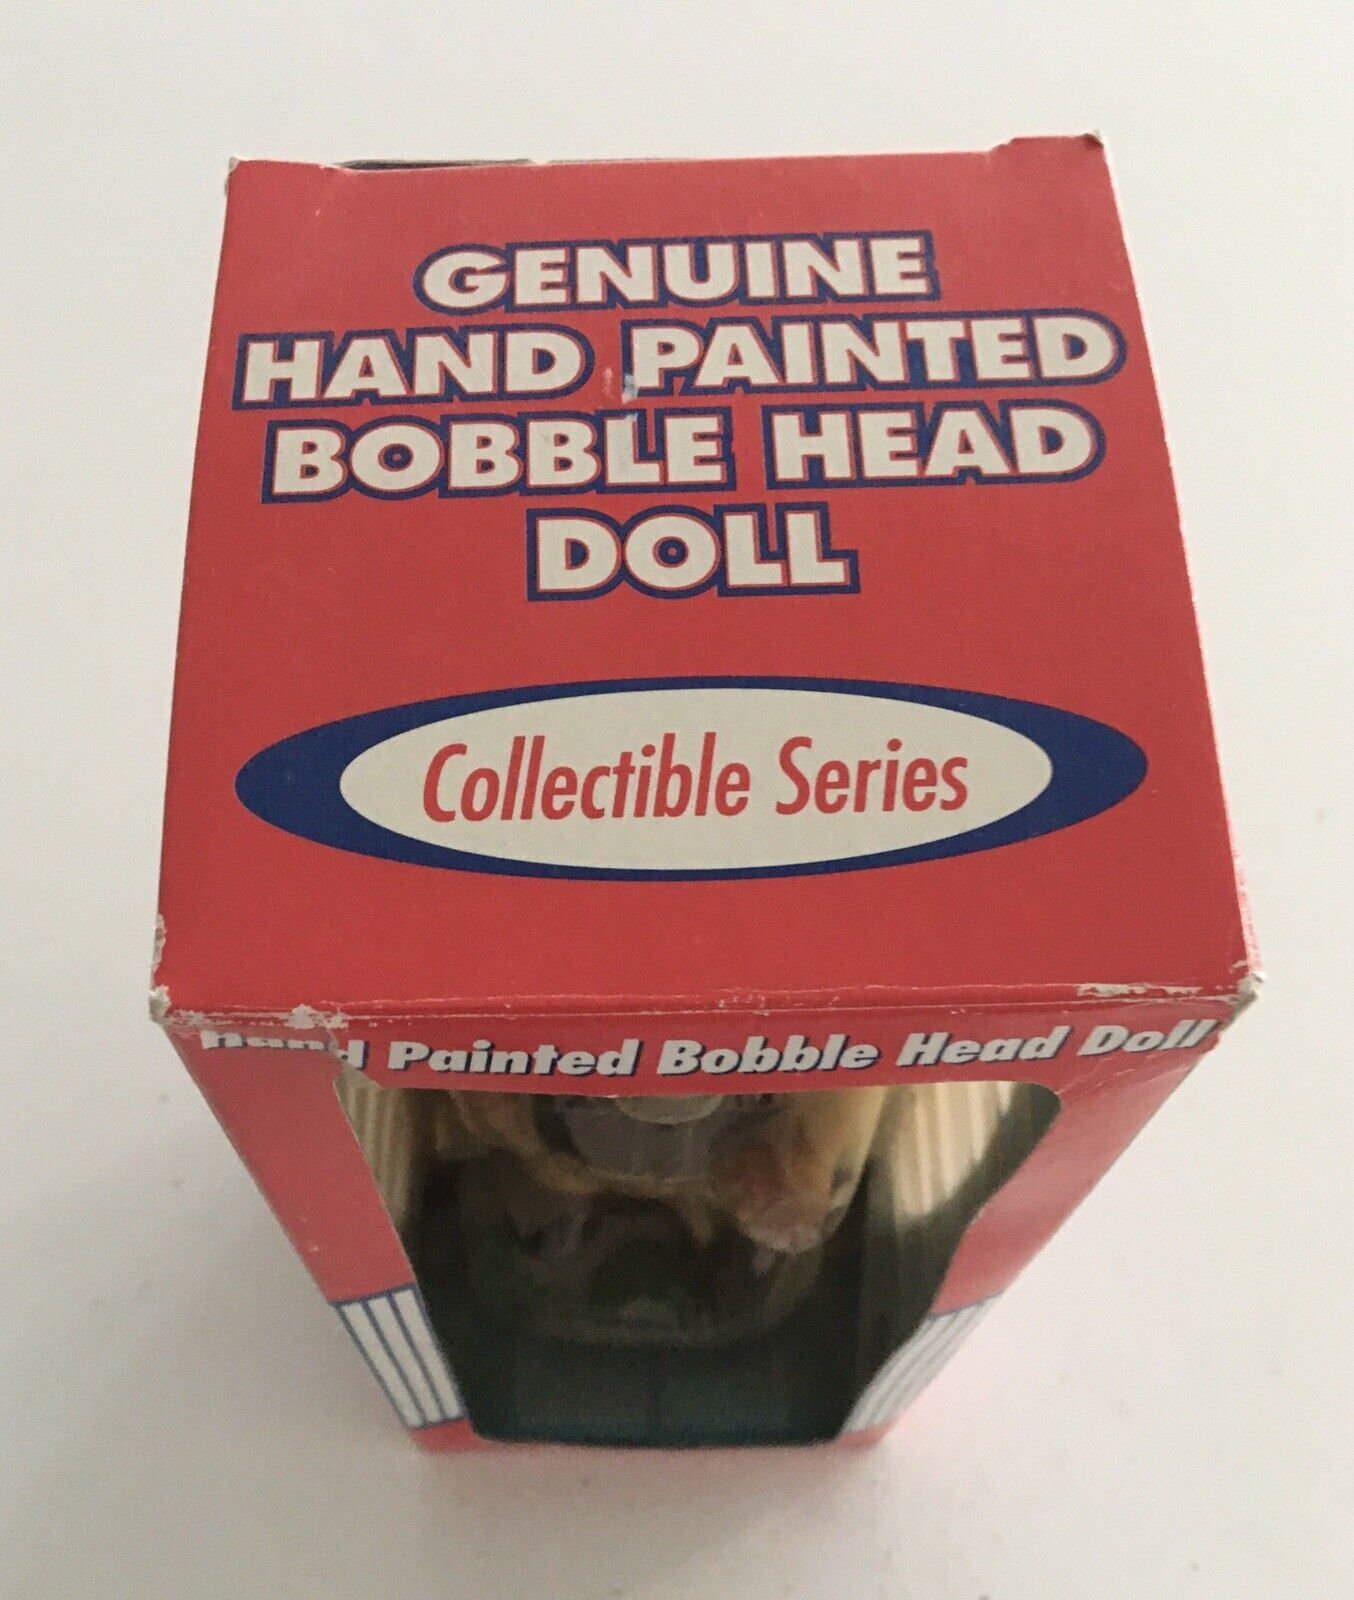 GENUINE
HAND PAINTED
BOBBLE HEAD
DOLL
Collectible Series
Hand Painted Bobble Head Doll